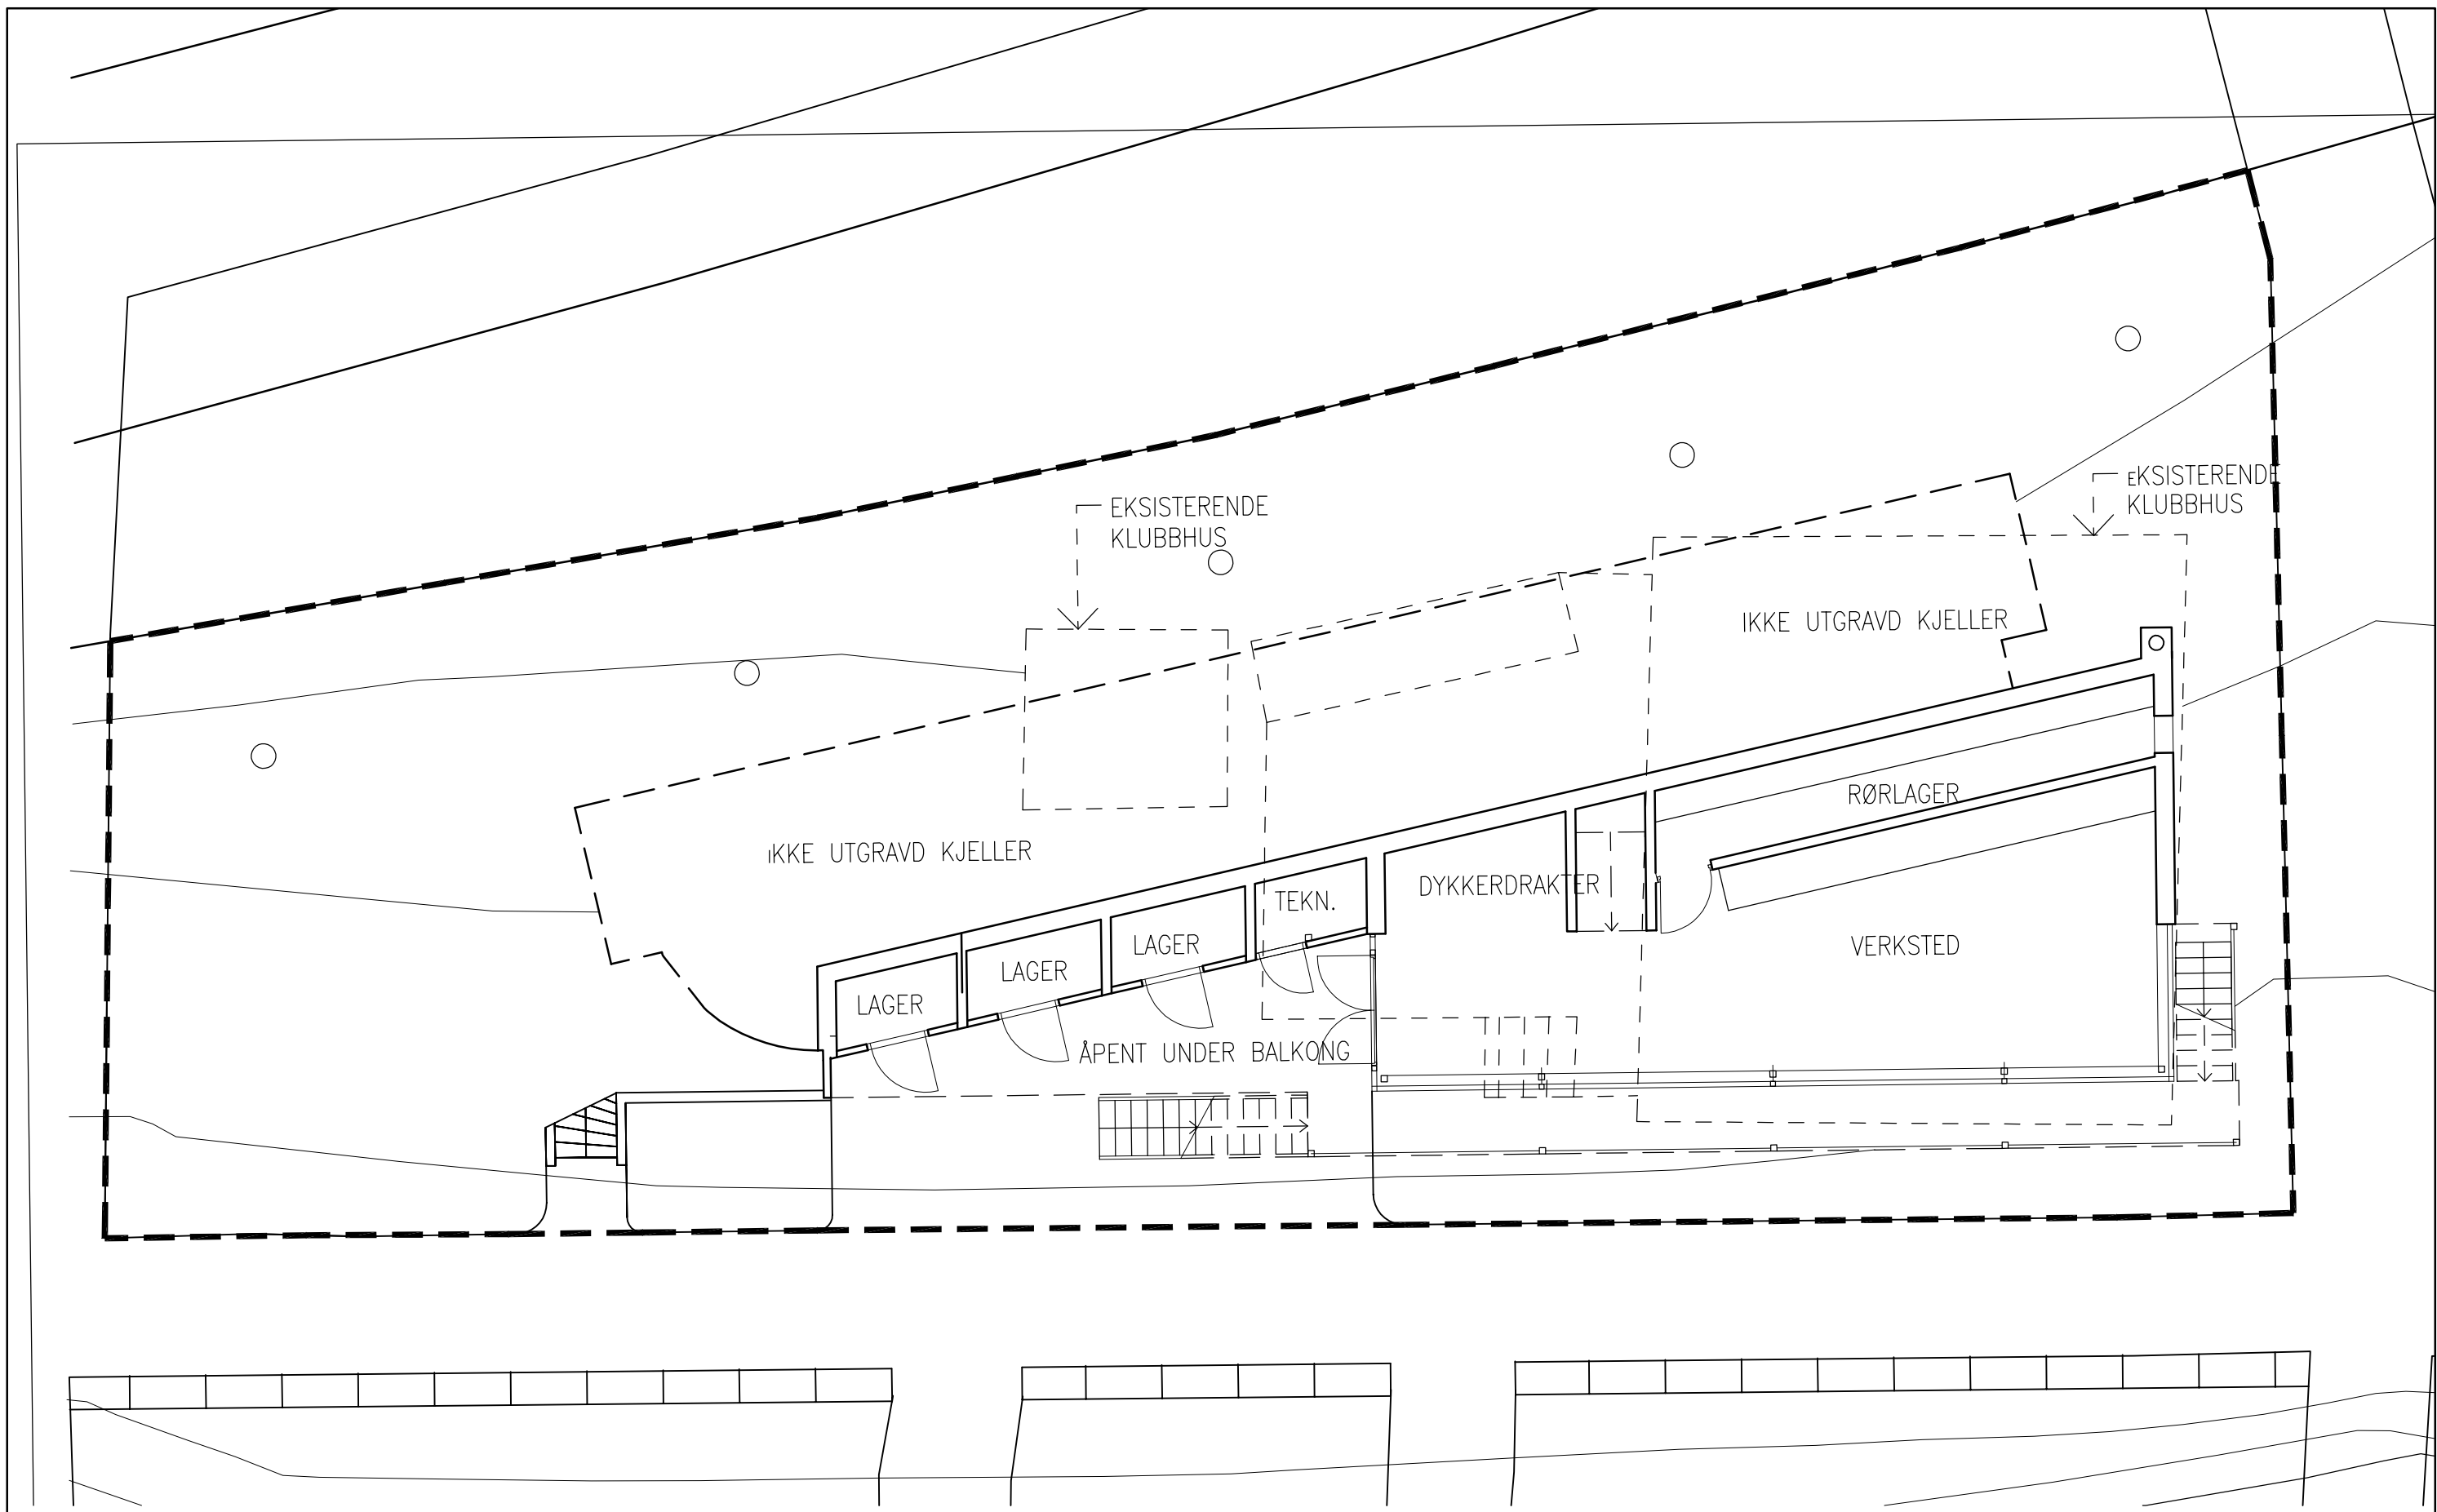 EKSISTERENDE
KLUBBHUS
EKSISTERENDE
KLUBBHUS
IKKE UTGRAVD KJELLER
RØRLAGER
IKKE UTGRAVD KJELLER
DYKKERDRAKTER
TEKN.
LAGER
VERKSTED
LAGER
LAGER
ÅPENT UNDER BALKONG